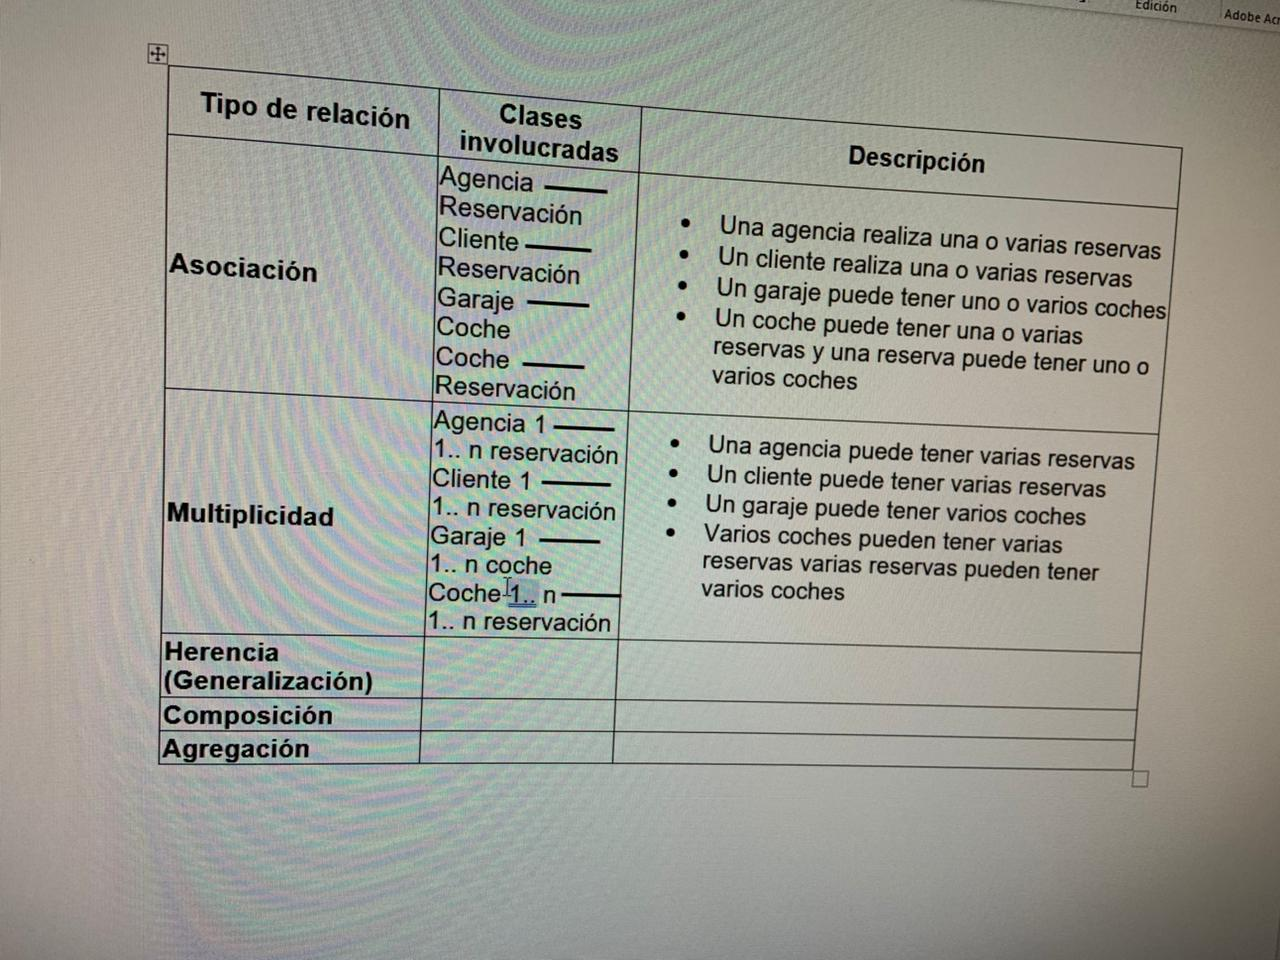 Edición
Adobe Acr
Tipo de relación
Clases
involucradas
Descripción
Asociación
Agencia
Reservación
Cliente
Reservación
Garaje
Coche
Coche
Reservación
• Una agencia realiza una o varias reservas
• Un cliente realiza una o varias reservas
• Un garaje puede tener uno o varios coches
• Un coche puede tener una o varias
reservas y una reserva puede tener uno o
varios coches
Multiplicidad
Agencia 1
1.. n reservación
Cliente 1
1.. n reservación
Garaje 1
1.. n coche
Coche 1.. n
1.. n reservación
• Una agencia puede tener varias reservas
• Un cliente puede tener varias reservas
• Un garaje puede tener varios coches
• Varios coches pueden tener varias
reservas varias reservas pueden tener
varios coches
Herencia
(Generalización)
Composición
Agregación